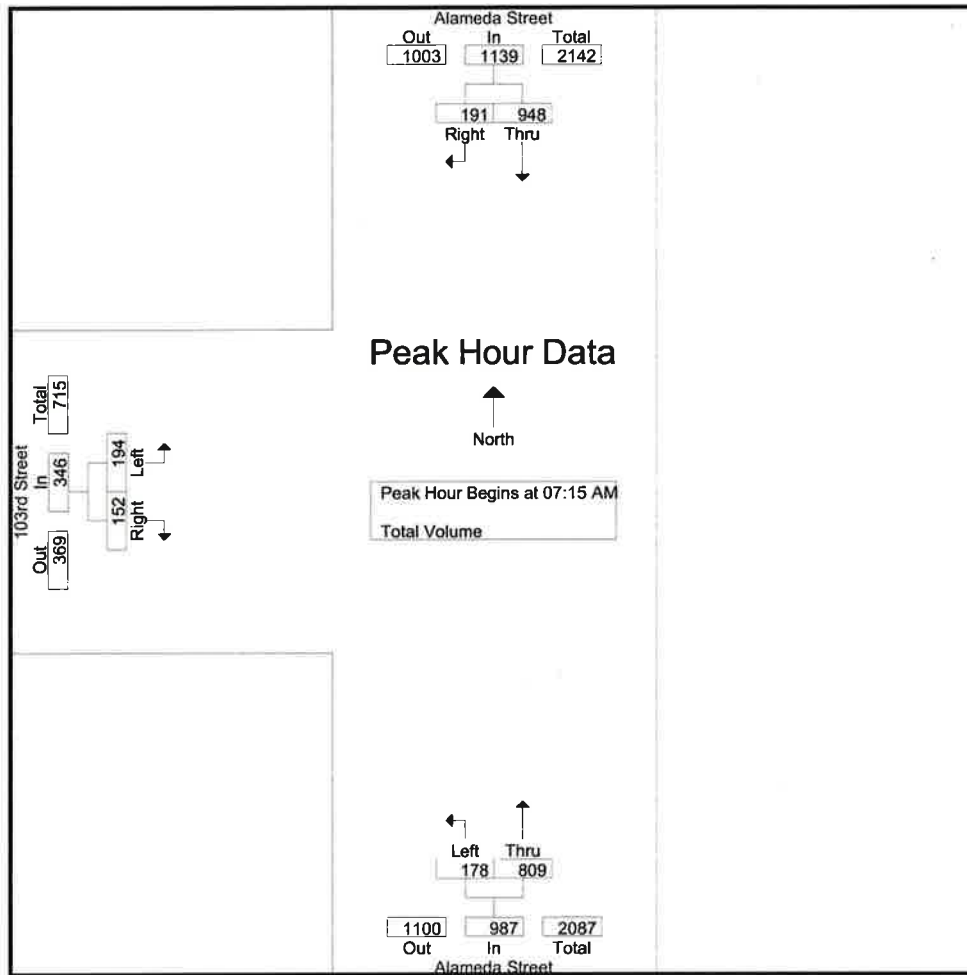 Alameda Street
Out In Total
1003 1139 2142
191 948
Right Thru
Peak Hour Data
North
Peak Hour Begins at 07:15 AM
Total Volume
103rd Street
Out In Total
369 346 715
152 194
Right Left
Left Thru
178 809
1100 987 2087
Out In Total
Alameda Street